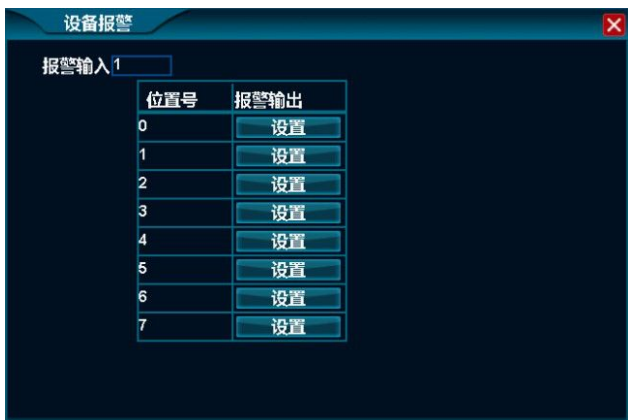 设备报警
报警输入 1
位置号 报警输出
0 设置
1 设置
2 设置
3 设置
4 设置
5 设置
6 设置
7 设置